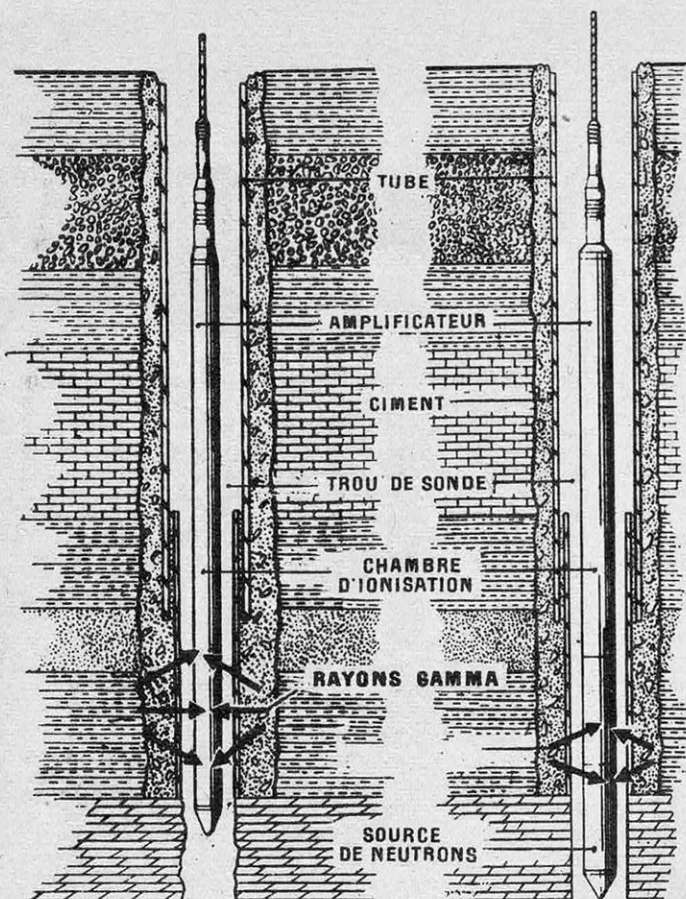 TUBE
AMPLIFICATEUR
CIMENT
TROU DE SONDE
CHAMBRE
D'IONISATION
RAYONS GAMMA
SOURCE
DE NEUTRONS